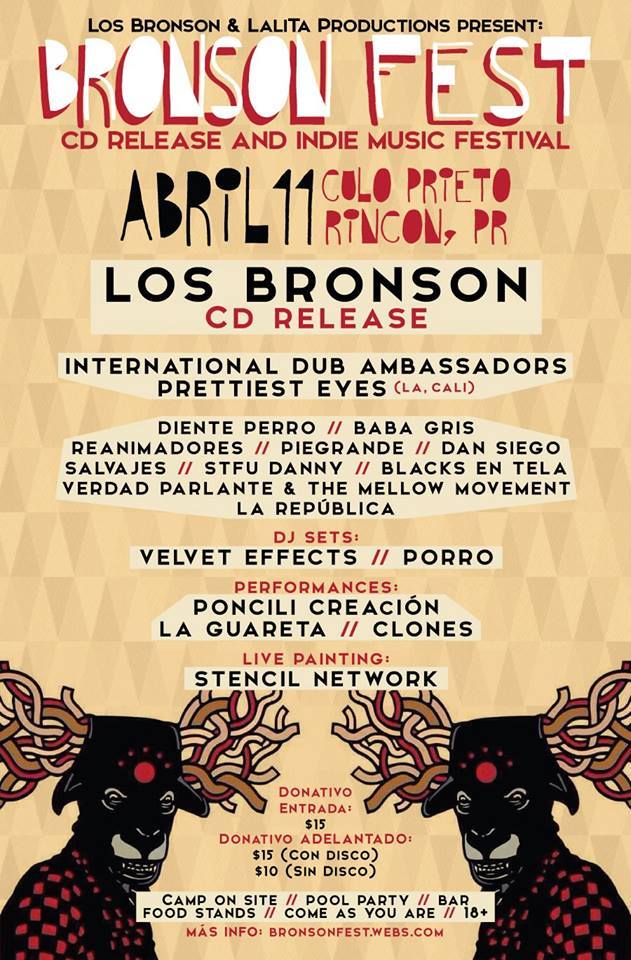 Los Bronson & Lalita Productions present:
BRONSON FEST
CD RELEASE AND INDIE MUSIC FESTIVAL
ABRIL 11
CULO PRIETO
RINCON, PR
LOS BRONSON
CD RELEASE
INTERNATIONAL DUB AMBASSADORS
PRETTIEST EYES (LA, CALI)
DIENTE PERRO // BABA GRIS
REANIMADORES // PIEGRANDE // DAN SIEGO
SALVAJES // STFU DANNY // BLACKS EN TELA
VERDAD PARLANTE & THE MELLOW MOVEMENT
LA REPÚBLICA
DJ SETS:
VELVET EFFECTS // PORRO
PERFORMANCES:
PONCILI CREACIÓN
LA GUARETA // CLONES
LIVE PAINTING:
STENCIL NETWORK
Donativo
Entrada:
$15
Donativo adelantado:
$15 (con disco)
$10 (sin disco)
Camp on site // pool party // bar
food stands // come as you are // 18+
más info: bronsonfest.webs.com